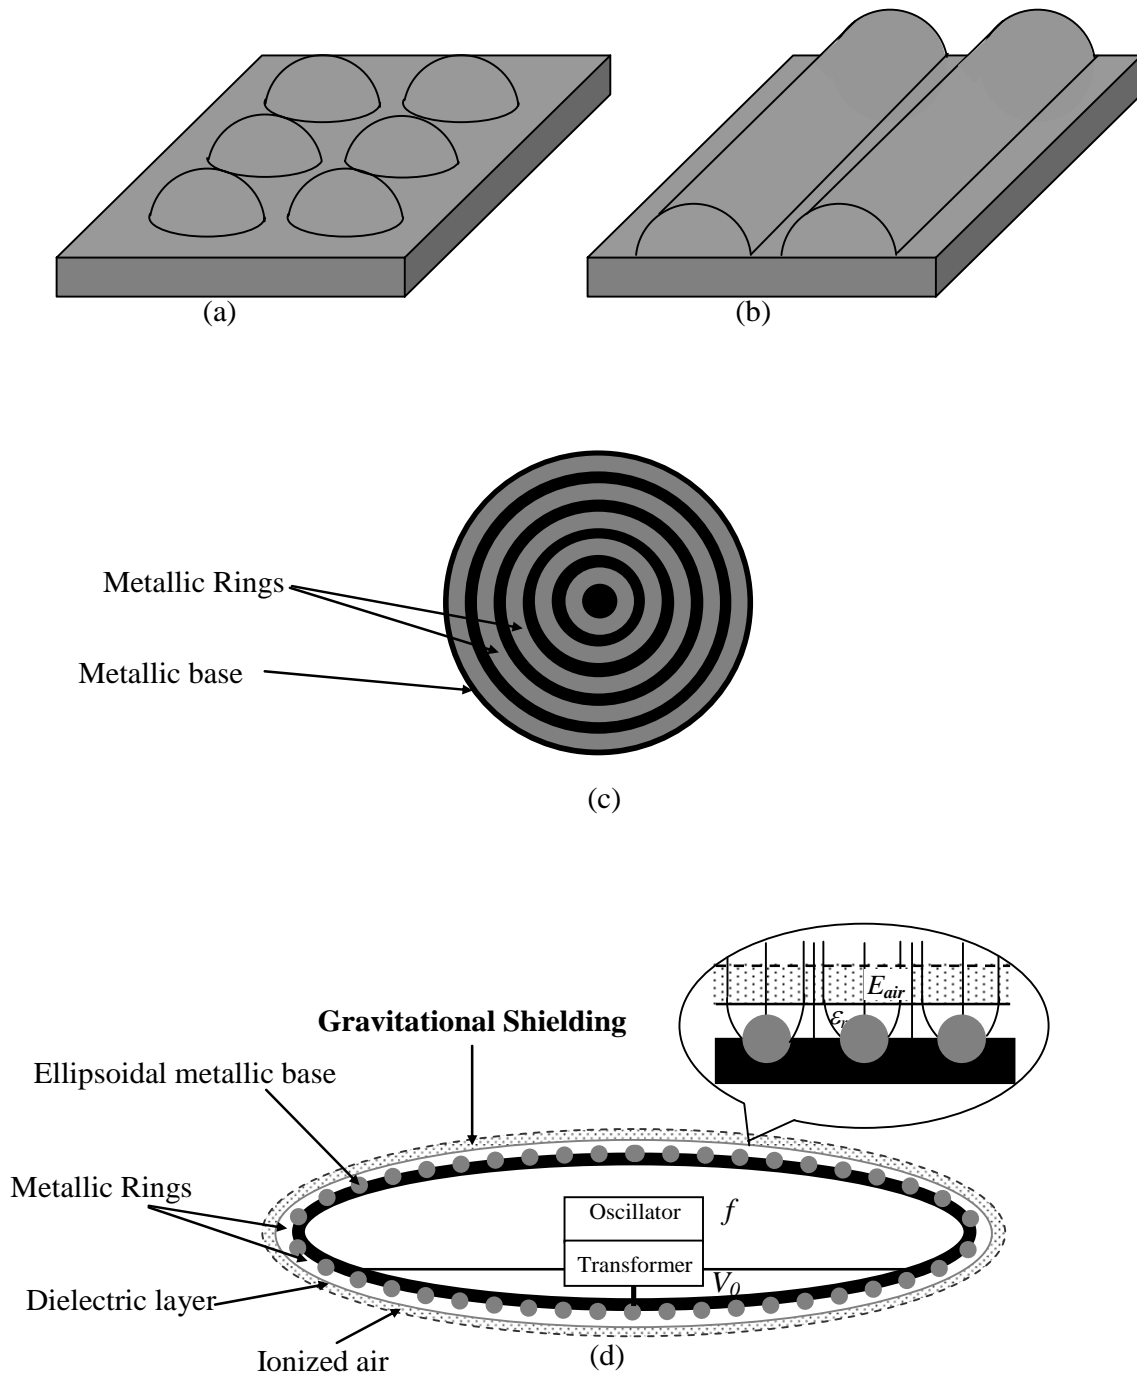 (a)
(b)
Metallic Rings
Metallic base
(c)
E_air
ε_r
Gravitational Shielding
Ellipsoidal metallic base
Metallic Rings
Oscillator f
Transformer
V_0
Dielectric layer
Ionized air
(d)